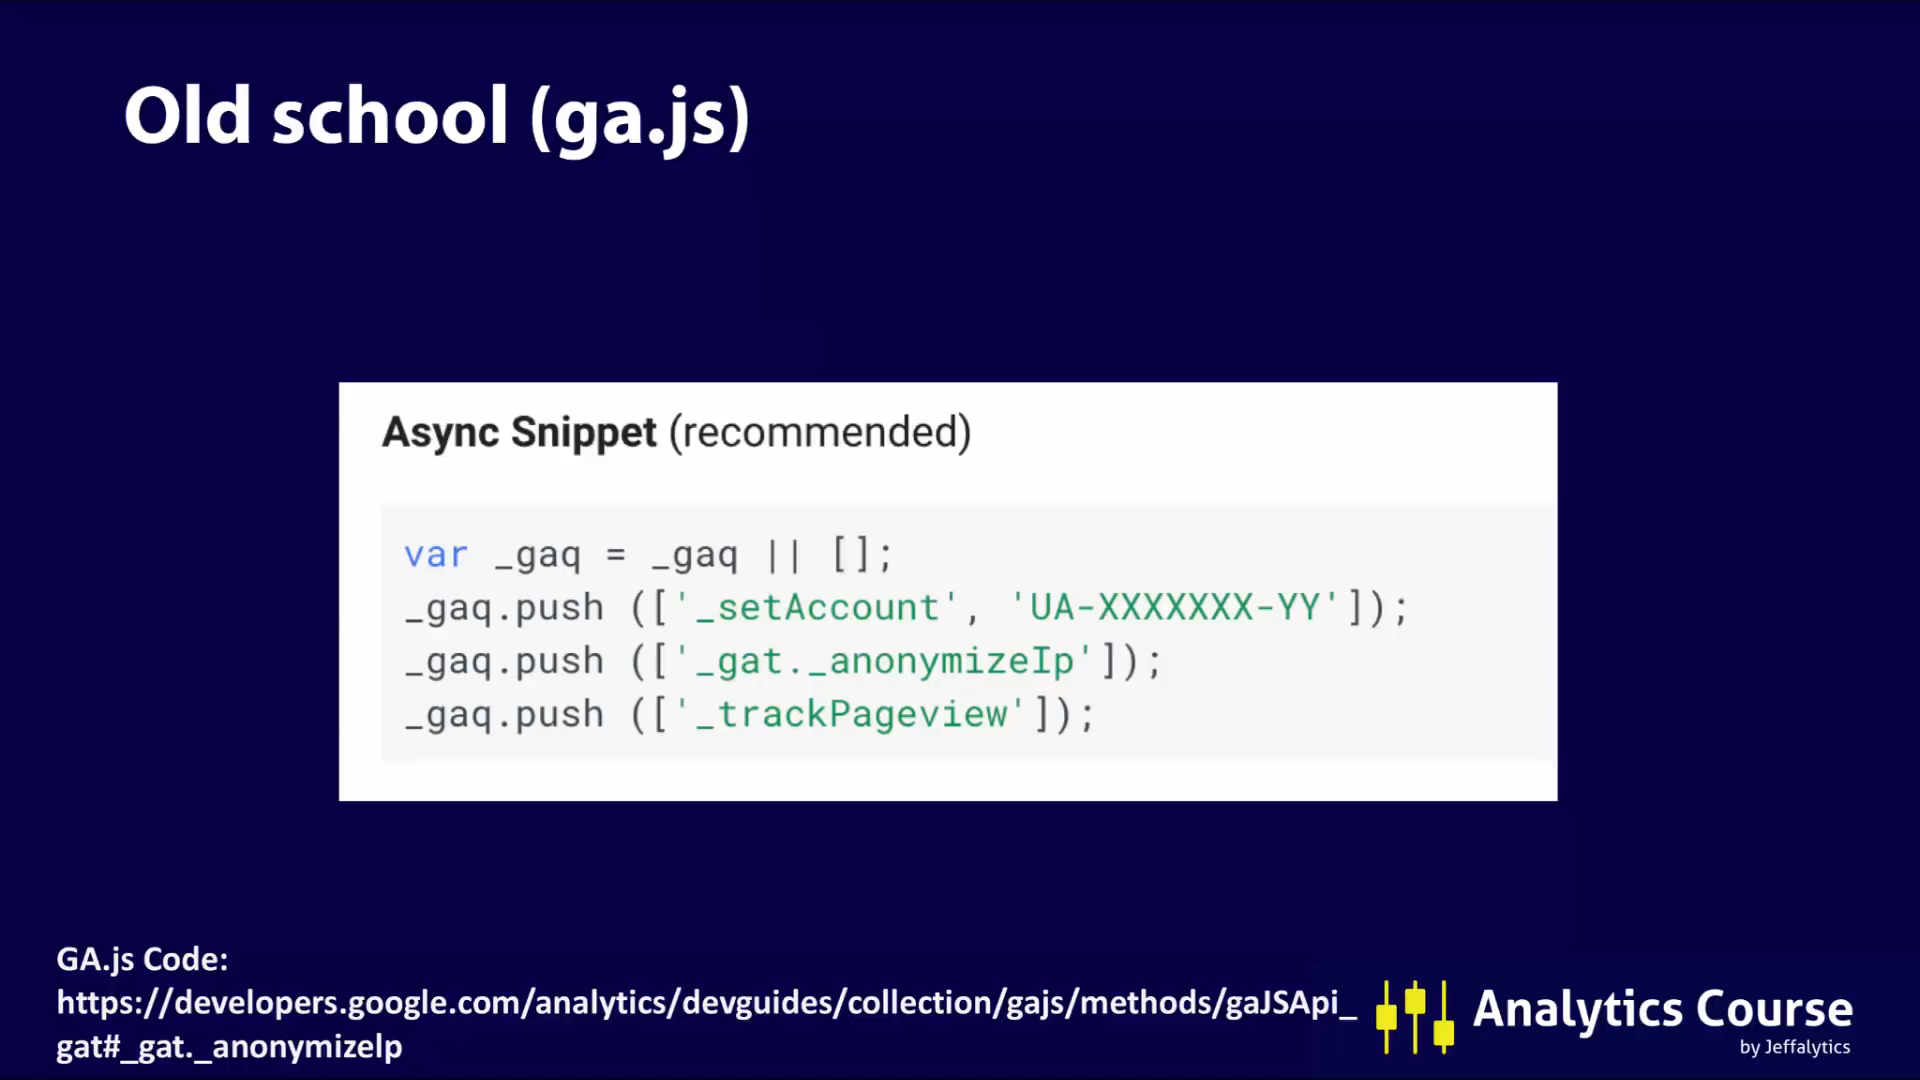 Old school (ga.js)
Async Snippet (recommended)
var _gaq = _gaq || [];
_gaq.push (['_setAccount', 'UA-XXXXXXX-YY']);
_gaq.push (['_gat._anonymizeIp']);
_gaq.push (['_trackPageview']);
GA.js Code:
https://developers.google.com/analytics/devguides/collection/gajs/methods/gaJSApi_
gat#_gat._anonymizeIp
Analytics Course
by Jeffalytics